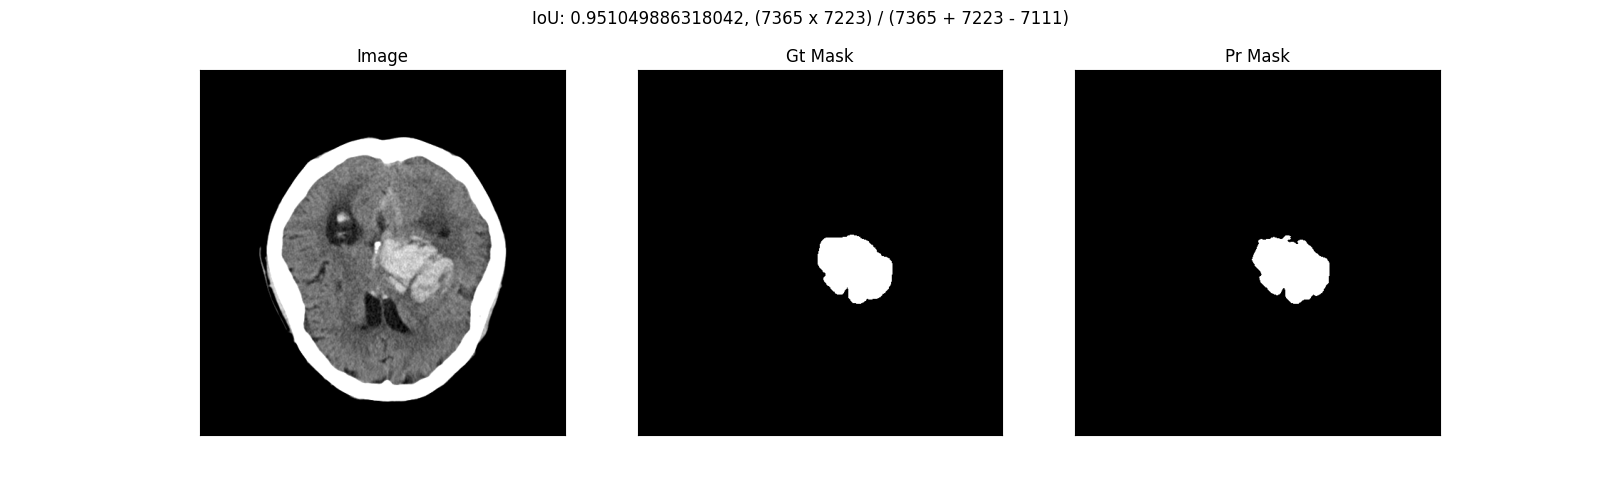 IoU: 0.951049886318042, (7365 x 7223) / (7365 + 7223 - 7111)
Image
Gt Mask
Pr Mask